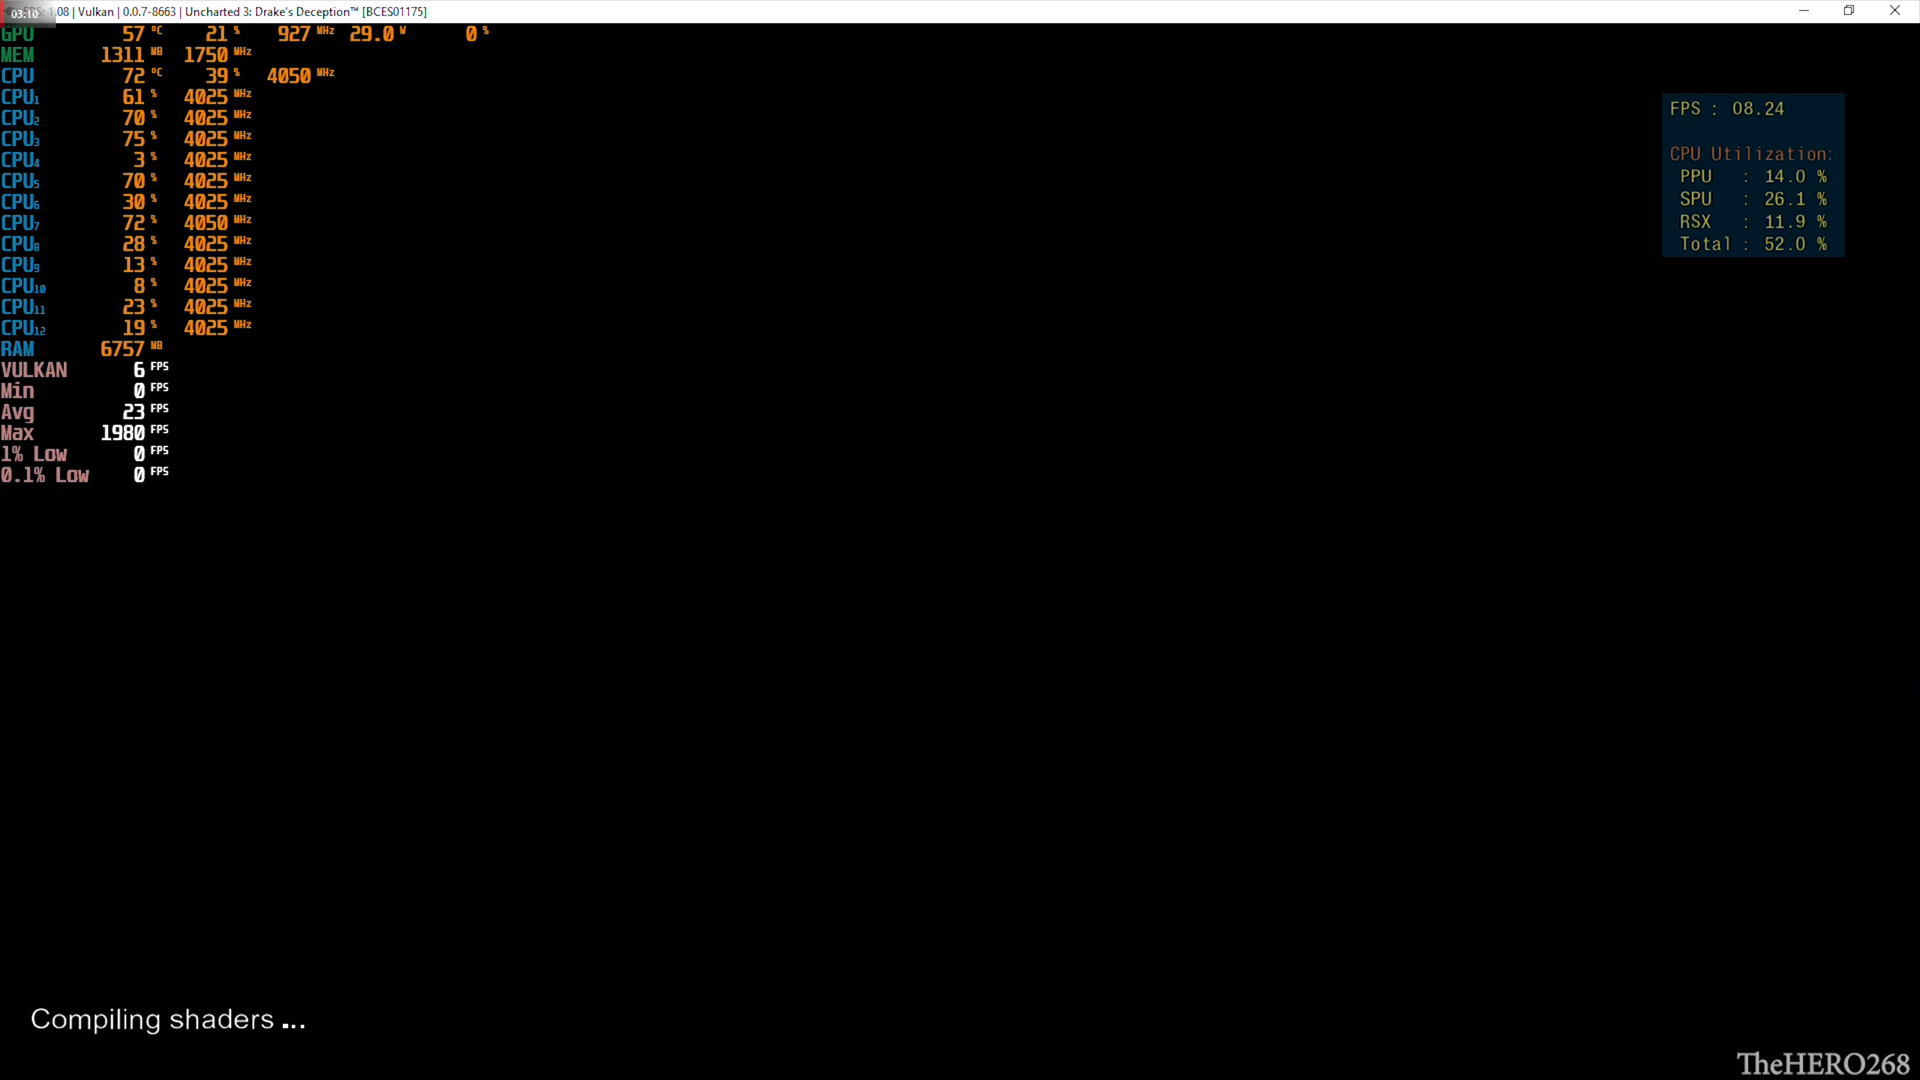 03:10 1.08 | Vulkan | 0.0.7-8663 | Uncharted 3: Drake's Deception™ [BCES01175]
GPU 57 °C 21 % 927 MHz 29.0 W 0 %
MEM 1311 MB 1750 MHz
CPU 72 °C 39 % 4050 MHz
CPU1 61 % 4025 MHz
CPU2 70 % 4025 MHz
CPU3 75 % 4025 MHz
CPU4 3 % 4025 MHz
CPU5 70 % 4025 MHz
CPU6 30 % 4025 MHz
CPU7 72 % 4050 MHz
CPU8 28 % 4025 MHz
CPU9 13 % 4025 MHz
CPU10 8 % 4025 MHz
CPU11 23 % 4025 MHz
CPU12 19 % 4025 MHz
RAM 6757 MB
VULKAN 6 FPS
Min 0 FPS
Avg 23 FPS
Max 1980 FPS
1% Low 0 FPS
0.1% Low 0 FPS
FPS : 08.24
CPU Utilization:
PPU : 14.0 %
SPU : 26.1 %
RSX : 11.9 %
Total : 52.0 %
Compiling shaders ...
TheHERO268